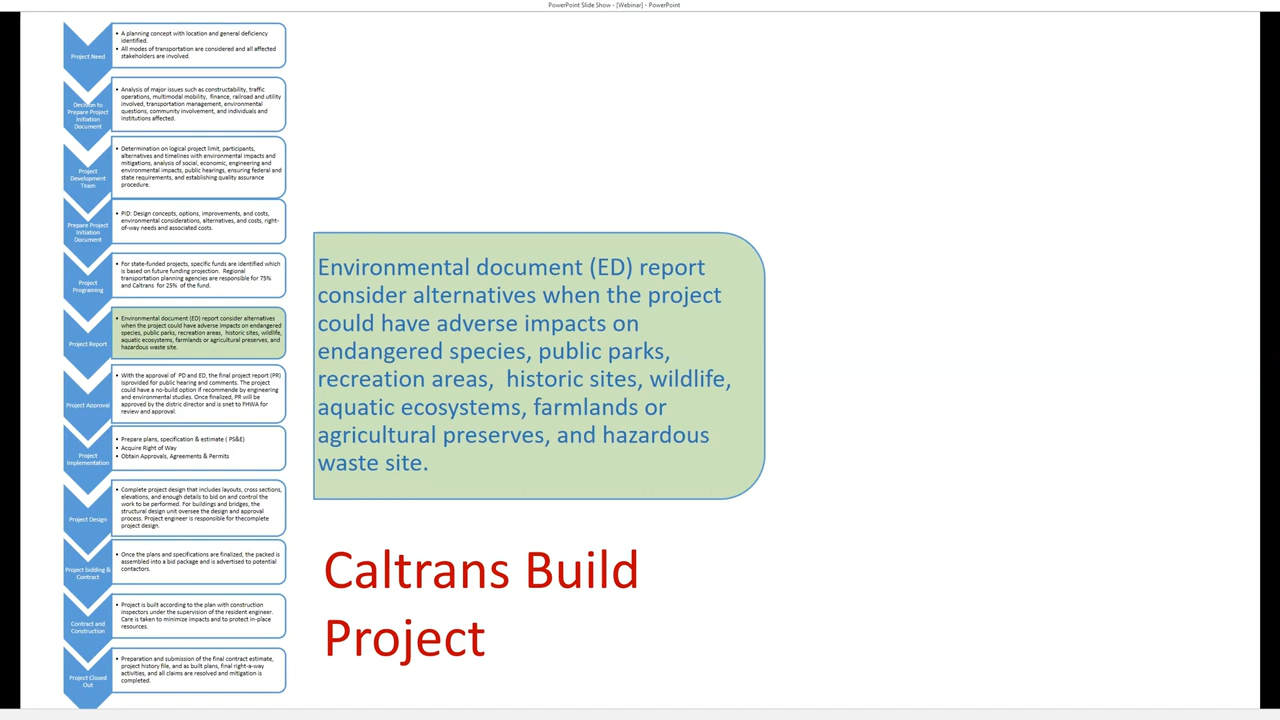 PowerPoint Slide Show - [Webinar] - PowerPoint
Project Need
• A planning concept with location and general deficiency
identified.
• All modes of transportation are considered and all affected
stakeholders are involved.
Decision to
Prepare Project
Initiation
Document
• Analysis of major issues such as constructability, traffic
operations, multimodal mobility, finance, railroad and utility
involved, transportation management, environmental
questions, community involvement, and individuals and
institutions affected.
Project
Development
Team
• Determination on logical project limit, participants,
alternatives and timelines with environmental impacts and
mitigations, analysis of social, economic, engineering and
environmental impacts, public hearings, ensuring federal and
state requirements, and establishing quality assurance
procedure.
Prepare Project
Initiation
Document
• PID: Design concepts, options, improvements, and costs,
environmental considerations, alternatives, and costs, right-
of-way needs and associated costs.
Project
Programing
• For state-funded projects, specific funds are identified which
is based on future funding projection. Regional
transportation planning agencies are responsible for 75%
and Caltrans for 25% of the fund.
Project Report
• Environmental document (ED) report consider alternatives
when the project could have adverse impacts on endangered
species, public parks, recreation areas, historic sites, wildlife,
aquatic ecosystems, farmlands or agricultural preserves, and
hazardous waste site.
Project Approval
• With the approval of PD and ED, the final project report (PR)
isprovided for public hearing and comments. The project
could have a no-build option if recommende by engineering
and environmental studies. Once finalized, PR will be
approved by the distric director and is snet to FHWA for
review and approval.
Project
Implementation
• Prepare plans, specification & estimate ( PS&E)
• Acquire Right of Way
• Obtain Approvals, Agreements & Permits
Project Design
• Complete project design that includes layouts, cross sections,
elevations, and enough details to bid on and control the
work to be performed. For buildings and bridges, the
structural design unit oversee the design and approval
process. Project engineer is responsible for thecomplete
project design.
Project bidding &
Contract
• Once the plans and specifications are finalized, the packed is
assembled into a bid package and is advertised to potential
contactors.
Contract and
Construction
• Project is built according to the plan with construction
inspectors under the supervision of the resident engineer.
Care is taken to minimize impacts and to protect in-place
resources.
Project Closed
Out
• Preparation and submission of the final contract estimate,
project history file, and as built plans, final right-a-way
activities, and all claims are resolved and mitigation is
completed.
Environmental document (ED) report
consider alternatives when the project
could have adverse impacts on
endangered species, public parks,
recreation areas, historic sites, wildlife,
aquatic ecosystems, farmlands or
agricultural preserves, and hazardous
waste site.
Caltrans Build
Project